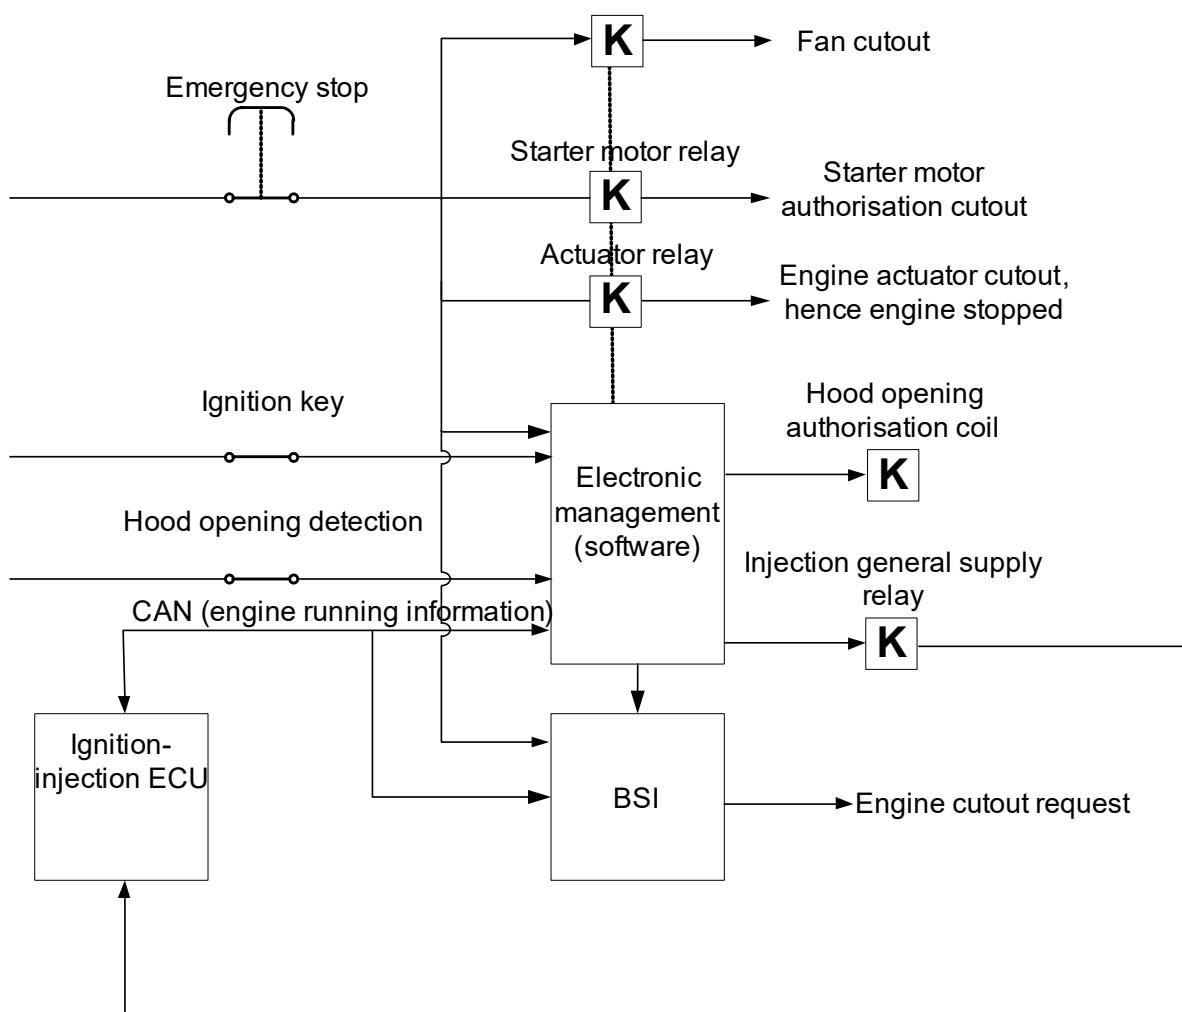 K
Fan cutout
Emergency stop
Starter motor relay
K
Starter motor
authorisation cutout
Actuator relay
K
Engine actuator cutout,
hence engine stopped
Ignition key
Hood opening
authorisation coil
K
Electronic
management
(software)
Hood opening detection
Injection general supply
relay
K
CAN (engine running information)
Ignition-
injection ECU
BSI
Engine cutout request